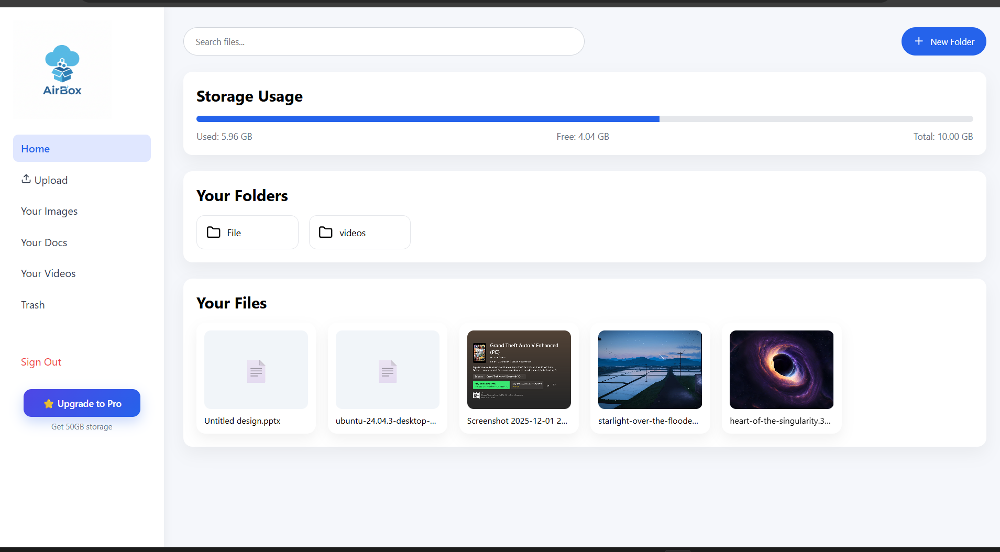 AirBox
Home
Upload
Your Images
Your Docs
Your Videos
Trash
Sign Out
⭐ Upgrade to Pro
Get 50GB storage
Search files...
+ New Folder
Storage Usage
Used: 5.96 GB
Free: 4.04 GB
Total: 10.00 GB
Your Folders
File
videos
Your Files
Grand Theft Auto V Enhanced
(PC)
Untitled design.pptx
ubuntu-24.04.3-desktop-...
Screenshot 2025-12-01 2...
starlight-over-the-floode...
heart-of-the-singularity.3...